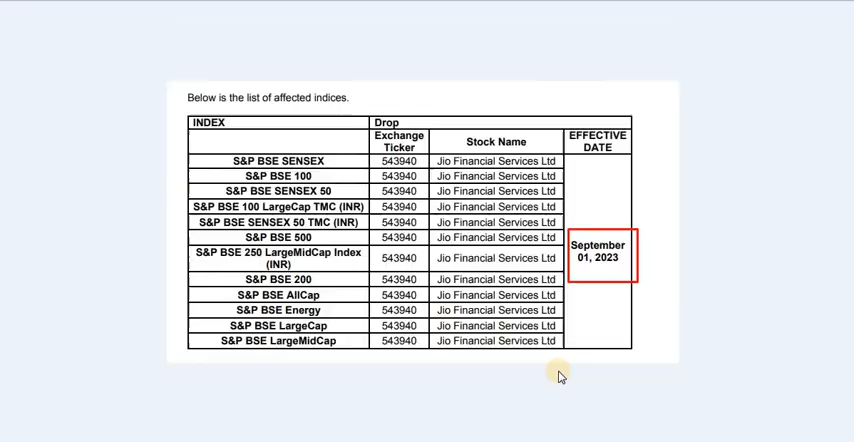 Below is the list of affected indices.
INDEX Drop
Exchange Ticker Stock Name EFFECTIVE DATE
S&P BSE SENSEX 543940 Jio Financial Services Ltd
S&P BSE 100 543940 Jio Financial Services Ltd
S&P BSE SENSEX 50 543940 Jio Financial Services Ltd
S&P BSE 100 LargeCap TMC (INR) 543940 Jio Financial Services Ltd
S&P BSE SENSEX 50 TMC (INR) 543940 Jio Financial Services Ltd
S&P BSE 500 543940 Jio Financial Services Ltd
S&P BSE 250 LargeMidCap Index
(INR) 543940 Jio Financial Services Ltd
S&P BSE 200 543940 Jio Financial Services Ltd
S&P BSE AllCap 543940 Jio Financial Services Ltd
S&P BSE Energy 543940 Jio Financial Services Ltd
S&P BSE LargeCap 543940 Jio Financial Services Ltd
S&P BSE LargeMidCap 543940 Jio Financial Services Ltd
September
01, 2023